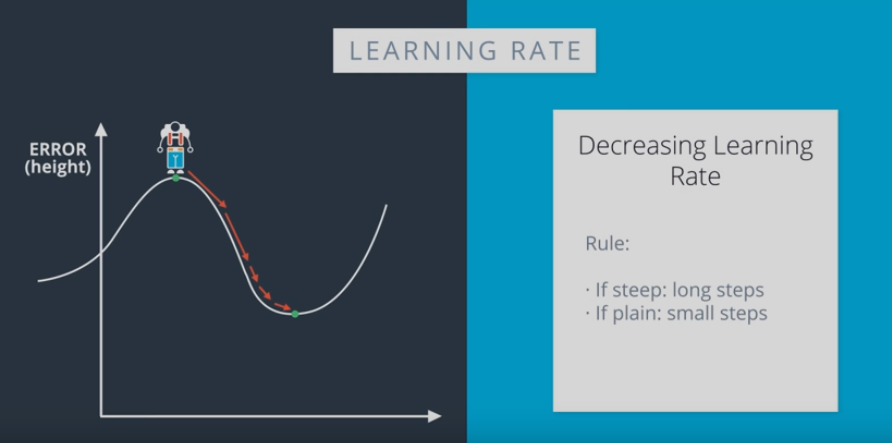 LEARNING RATE
ERROR
(height)
Decreasing Learning
Rate
Rule:
· If steep: long steps
· If plain: small steps